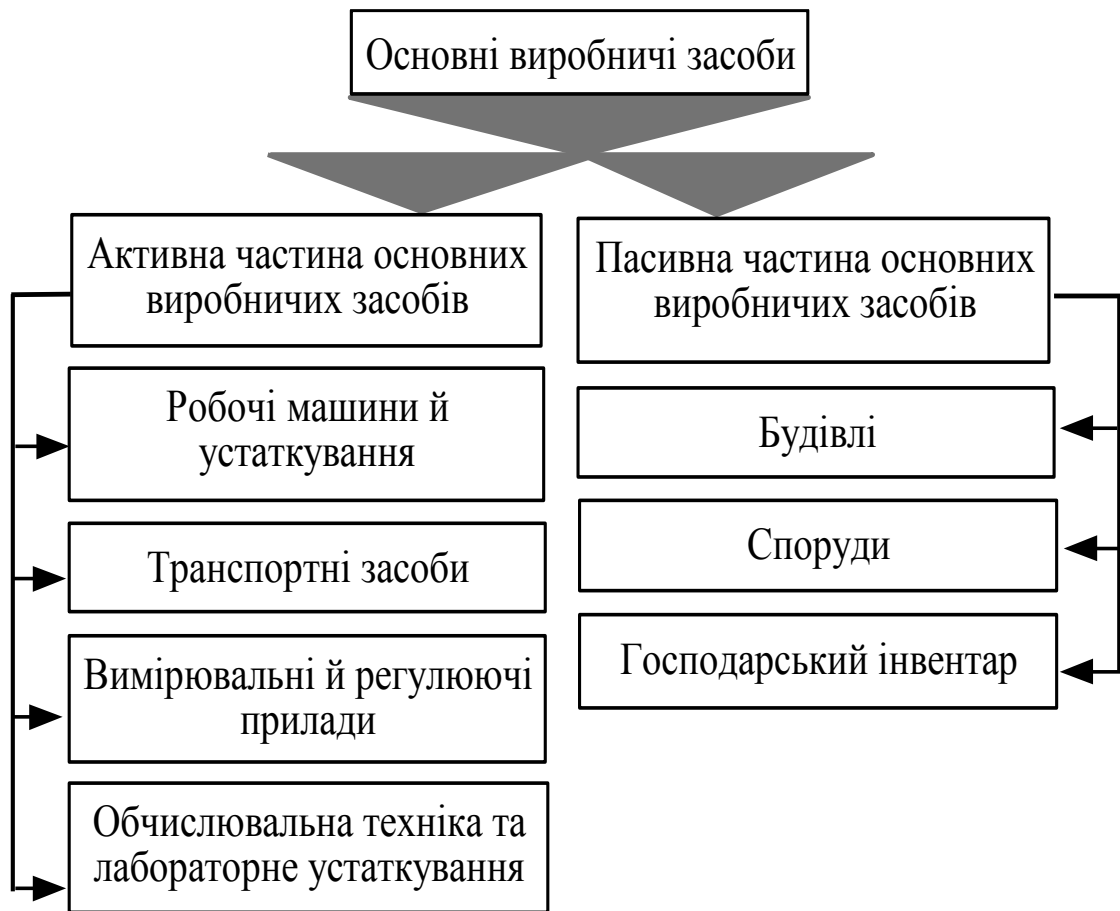 Основні виробничі засоби
Активна частина основних
виробничих засобів
Робочі машини й
устаткування
Транспортні засоби
Вимірювальні й регулюючі
прилади
Обчислювальна техніка та
лабораторне устаткування
Пасивна частина основних
виробничих засобів
Будівлі
Споруди
Господарський інвентар